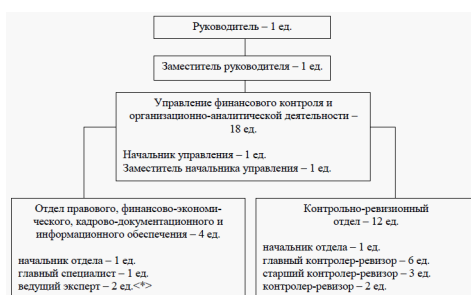 Руководитель – 1 ед.
Заместитель руководителя – 1 ед.
Управление финансового контроля и
организационно-аналитической деятельности –
18 ед.
Начальник управления – 1 ед.
Заместитель начальника управления – 1 ед.
Отдел правового, финансово-экономи-
ческого, кадрово-документационного и
информационного обеспечения – 4 ед.
начальник отдела – 1 ед.
главный специалист – 1 ед.
ведущий эксперт – 2 ед.<*>
Контрольно-ревизионный
отдел – 12 ед.
начальник отдела – 1 ед.
главный контролер-ревизор – 6 ед.
старший контролер-ревизор – 3 ед.
контролер-ревизор – 2 ед.